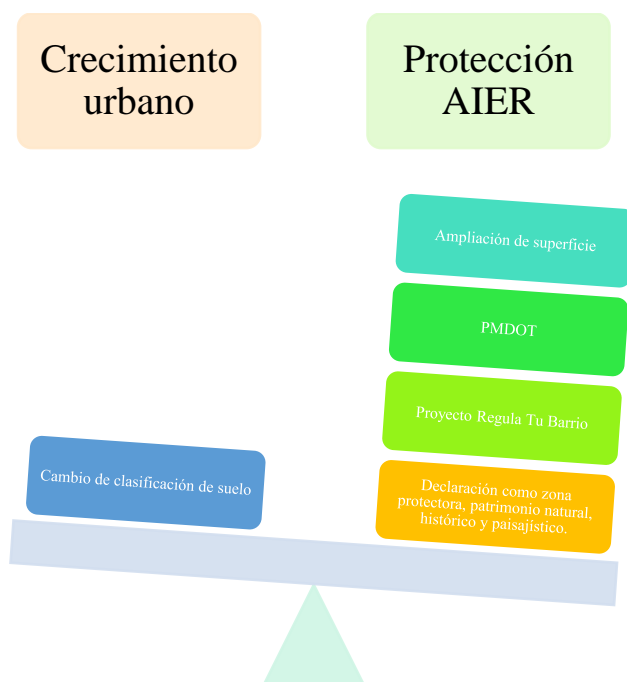 Crecimiento
urbano
Protección
AIER
Ampliación de superficie
PMDOT
Proyecto Regula Tu Barrio
Cambio de clasificación de suelo
Declaración como zona
protectora, patrimonio natural,
histórico y paisajístico.